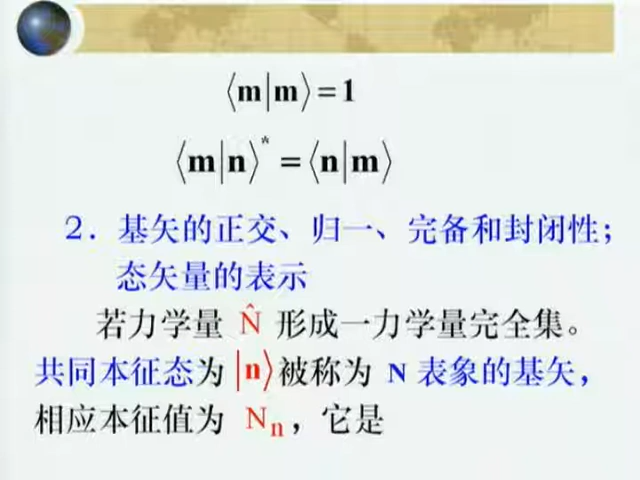 ⟨m|m⟩=1
⟨m|n⟩* = ⟨n|m⟩
2．基矢的正交、归一、完备和封闭性；
态矢量的表示
若力学量 N̂ 形成一力学量完全集。
共同本征态为 |n⟩ 被称为 N 表象的基矢，
相应本征值为 Nₙ，它是